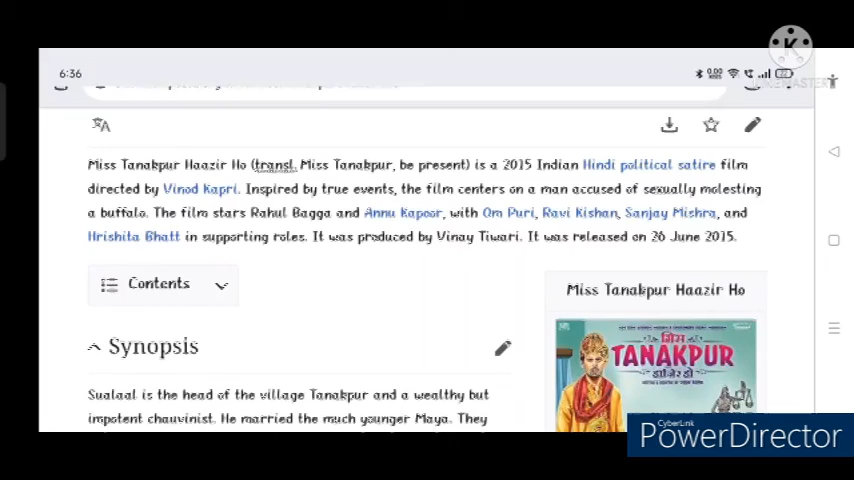 6:36
Miss Tanakpur Haazir Ho (transl. Miss Tanakpur, be present) is a 2015 Indian Hindi political satire film
directed by Vinod Kapri. Inspired by true events, the film centers on a man accused of sexually molesting
a buffalo. The film stars Rahul Bagga and Annu Kapoor, with Om Puri, Ravi Kishan, Sanjay Mishra, and
Hrishita Bhatt in supporting roles. It was produced by Vinay Tiwari. It was released on 26 June 2015.
Contents
Miss Tanakpur Haazir Ho
Synopsis
मिस
TANAKPUR
हाज़िर हो
Sualaal is the head of the village Tanakpur and a wealthy but
impotent chauvinist. He married the much younger Maya. They
CyberLink
PowerDirector